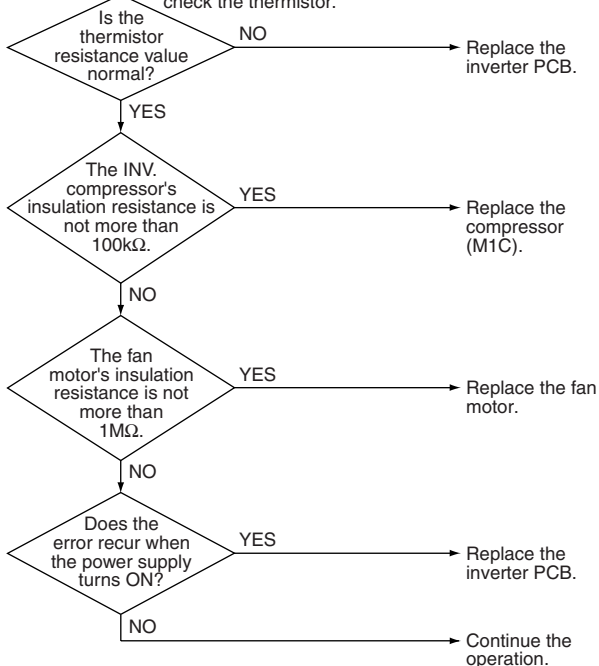 check the thermistor.
Is the
thermistor
resistance value
normal?
NO
Replace the
inverter PCB.
YES
The INV.
compressor's
insulation resistance is
not more than
100kΩ.
YES
Replace the
compressor
(M1C).
NO
The fan
motor's insulation
resistance is not
more than
1MΩ.
YES
Replace the fan
motor.
NO
Does the
error recur when
the power supply
turns ON?
YES
Replace the
inverter PCB.
NO
Continue the
operation.